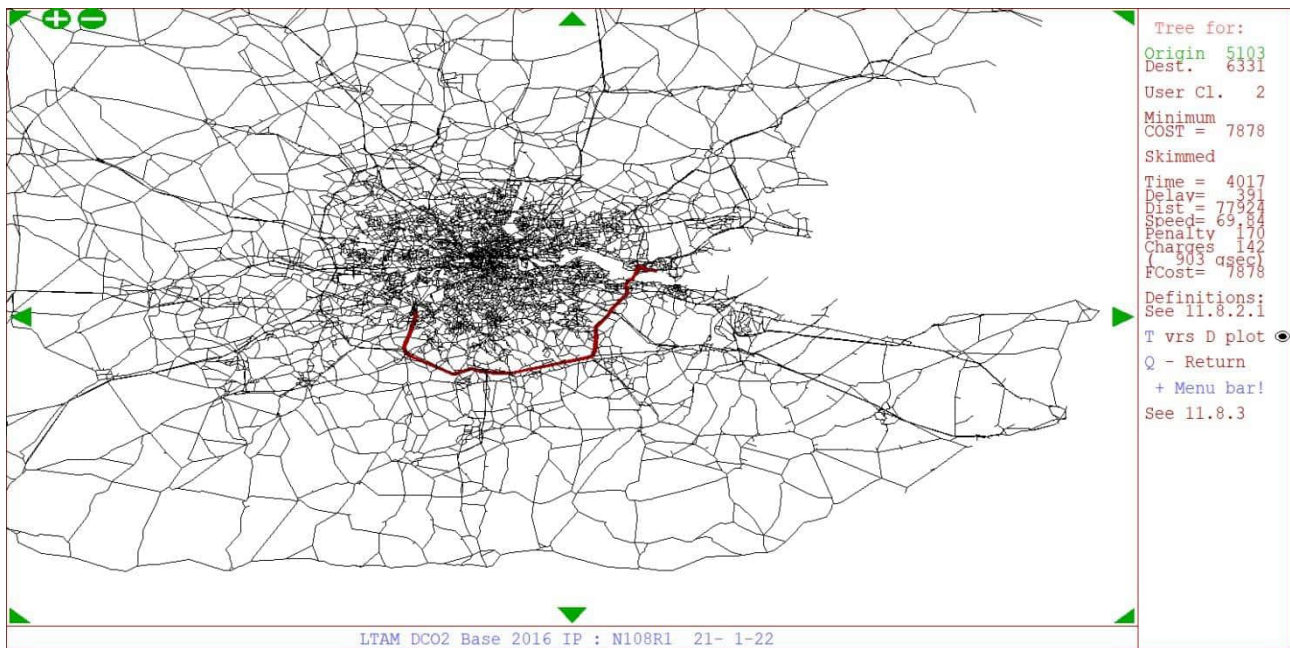 Tree for:
Origin 5103
Dest. 6331
User Cl. 2
Minimum
COST = 7878
Skimmed
Time = 4017
Delay= 391
Dist = 77924
Speed= 69.84
Penalty 170
Charges 142
( 903 gsec)
FCost= 7878
Definitions:
See 11.8.2.1
T vrs D plot
Q - Return
+ Menu bar!
See 11.8.3
LTAM DCO2 Base 2016 IP : N108R1 21- 1-22